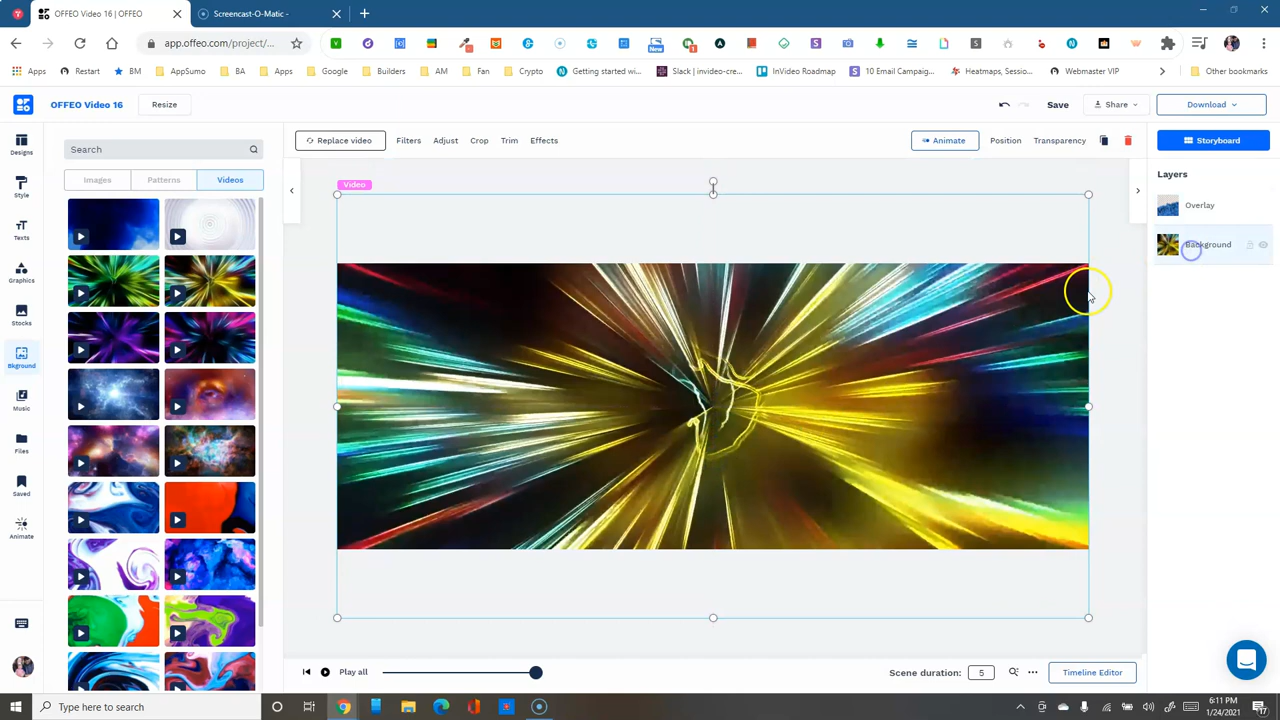 OFFEO Video 16 | OFFEO
Screencast-O-Matic -
app.offeo.com/project/...
New
Apps
Restart
BM
AppSumo
BA
Apps
Google
Builders
AM
Fan
Crypto
Getting started wi...
Slack | invideo-cre...
InVideo Roadmap
10 Email Campaig...
Heatmaps, Sessio...
Webmaster VIP
Other bookmarks
OFFEO Video 16
Resize
Save
Share
Download
Designs
Style
Texts
Graphics
Stocks
Bkground
Music
Files
Saved
Animate
Search
Images
Patterns
Videos
Replace video
Filters
Adjust
Crop
Trim
Effects
Animate
Position
Transparency
Storyboard
Video
Layers
Overlay
Background
Play all
Scene duration:
5
Timeline Editor
Type here to search
6:11 PM
1/24/2021
17